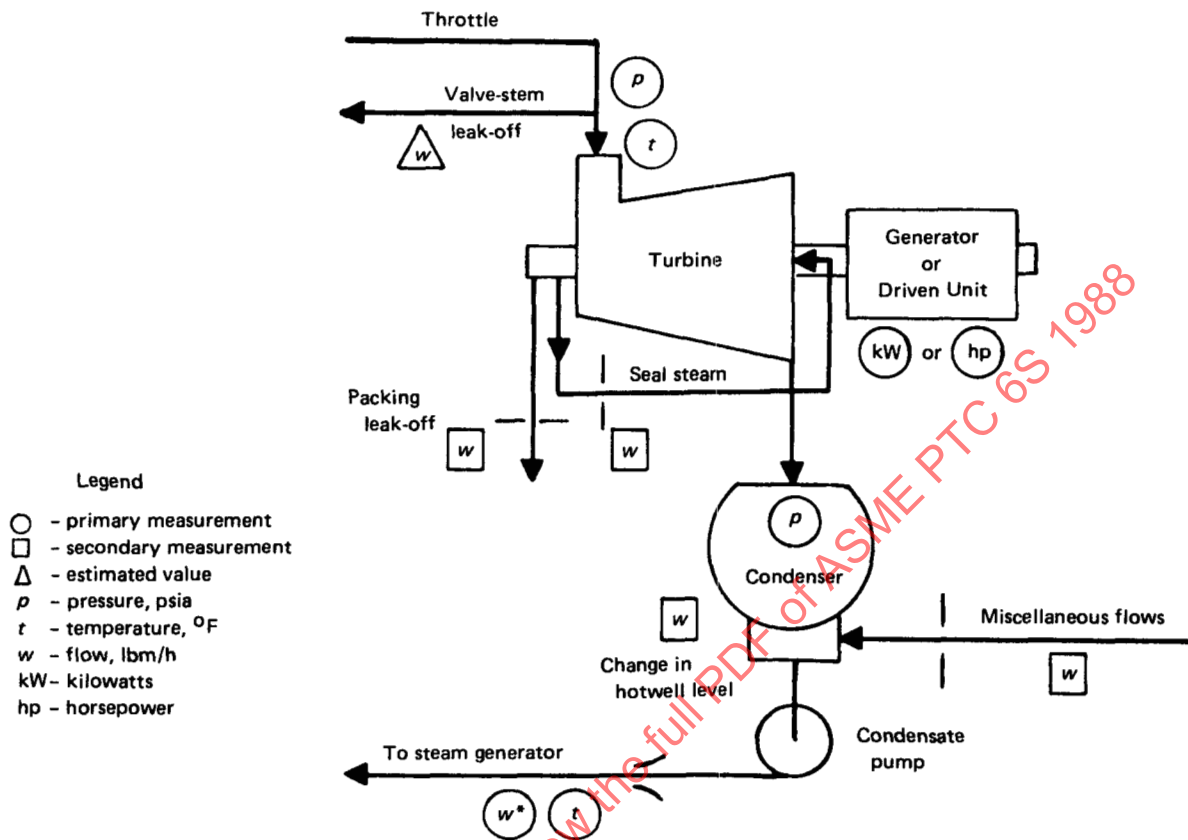 Throttle
p
Valve-stem
leak-off
w
t
Turbine
Generator
or
Driven Unit
kW or hp
Seal steam
Packing
leak-off
w
w
Legend
– primary measurement
– secondary measurement
– estimated value
p – pressure, psia
t – temperature, °F
w – flow, lbm/h
kW – kilowatts
hp – horsepower
p
Condenser
w
Change in
hotwell level
Miscellaneous flows
w
Condensate
pump
To steam generator
w*
t
w the full PDF of ASME PTC 6S 1988